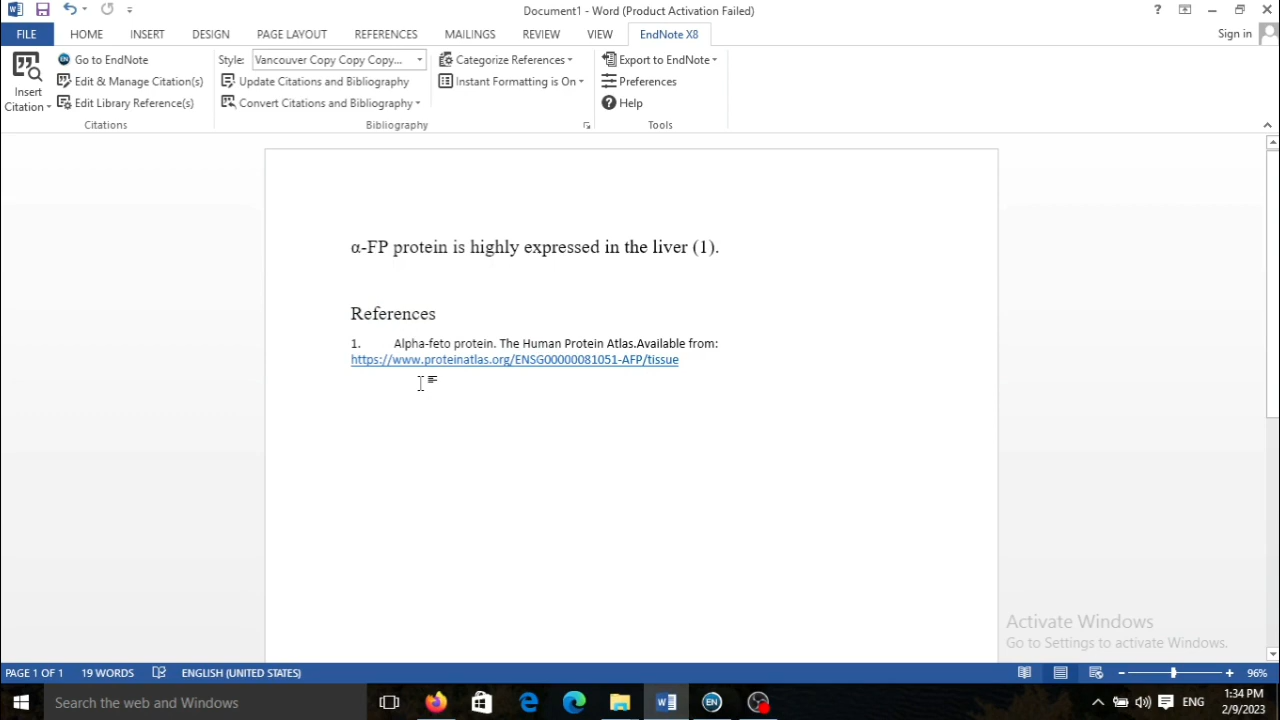 Document1 - Word (Product Activation Failed)
FILE HOME INSERT DESIGN PAGE LAYOUT REFERENCES MAILINGS REVIEW VIEW EndNote X8 Sign in
Insert Citation
Go to EndNote
Edit & Manage Citation(s)
Edit Library Reference(s)
Citations
Style: Vancouver Copy Copy Copy...
Update Citations and Bibliography
Convert Citations and Bibliography
Categorize References
Instant Formatting is On
Bibliography
Export to EndNote
Preferences
Help
Tools
α-FP protein is highly expressed in the liver (1).
References
1. Alpha-feto protein. The Human Protein Atlas.Available from:
https://www.proteinatlas.org/ENSG00000081051-AFP/tissue
Activate Windows
Go to Settings to activate Windows.
PAGE 1 OF 1 19 WORDS ENGLISH (UNITED STATES) 96%
Search the web and Windows
EN
ENG
1:34 PM
2/9/2023